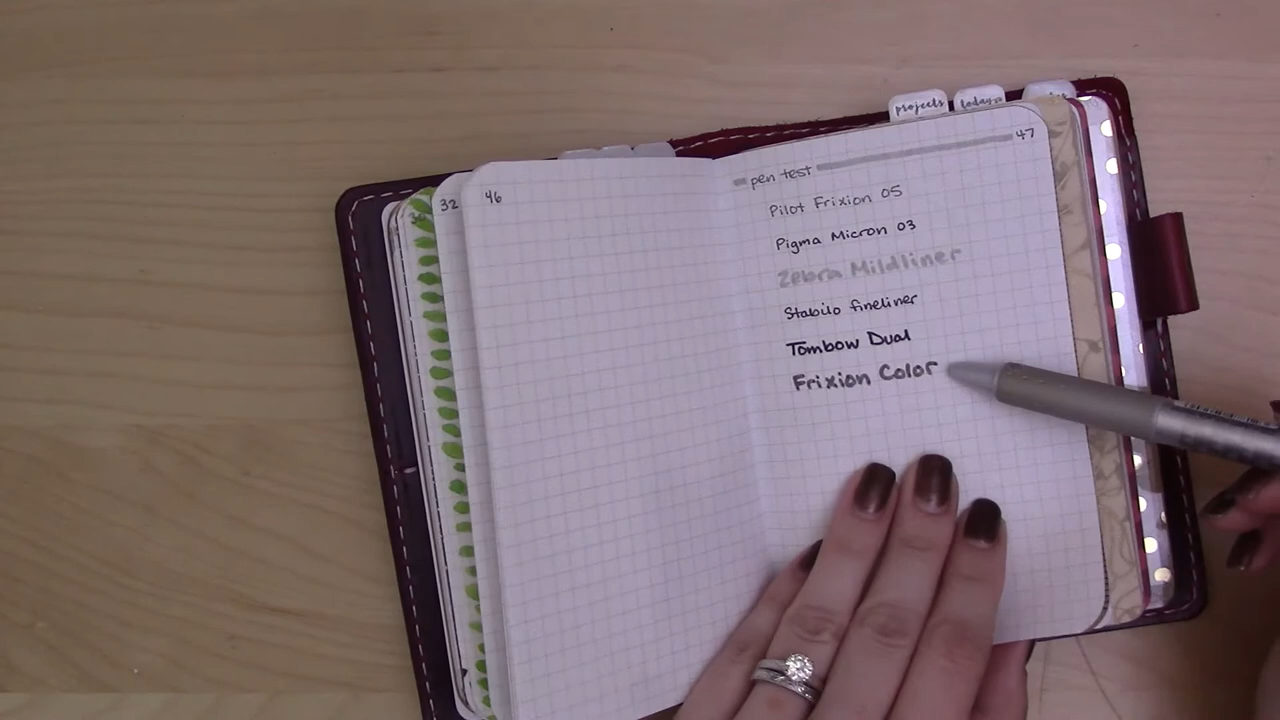 projects
today
32
46
47
pen test
Pilot Frixion 05
Pigma Micron 03
Zebra Mildliner
Stabilo fineliner
Tombow Dual
Frixion Color